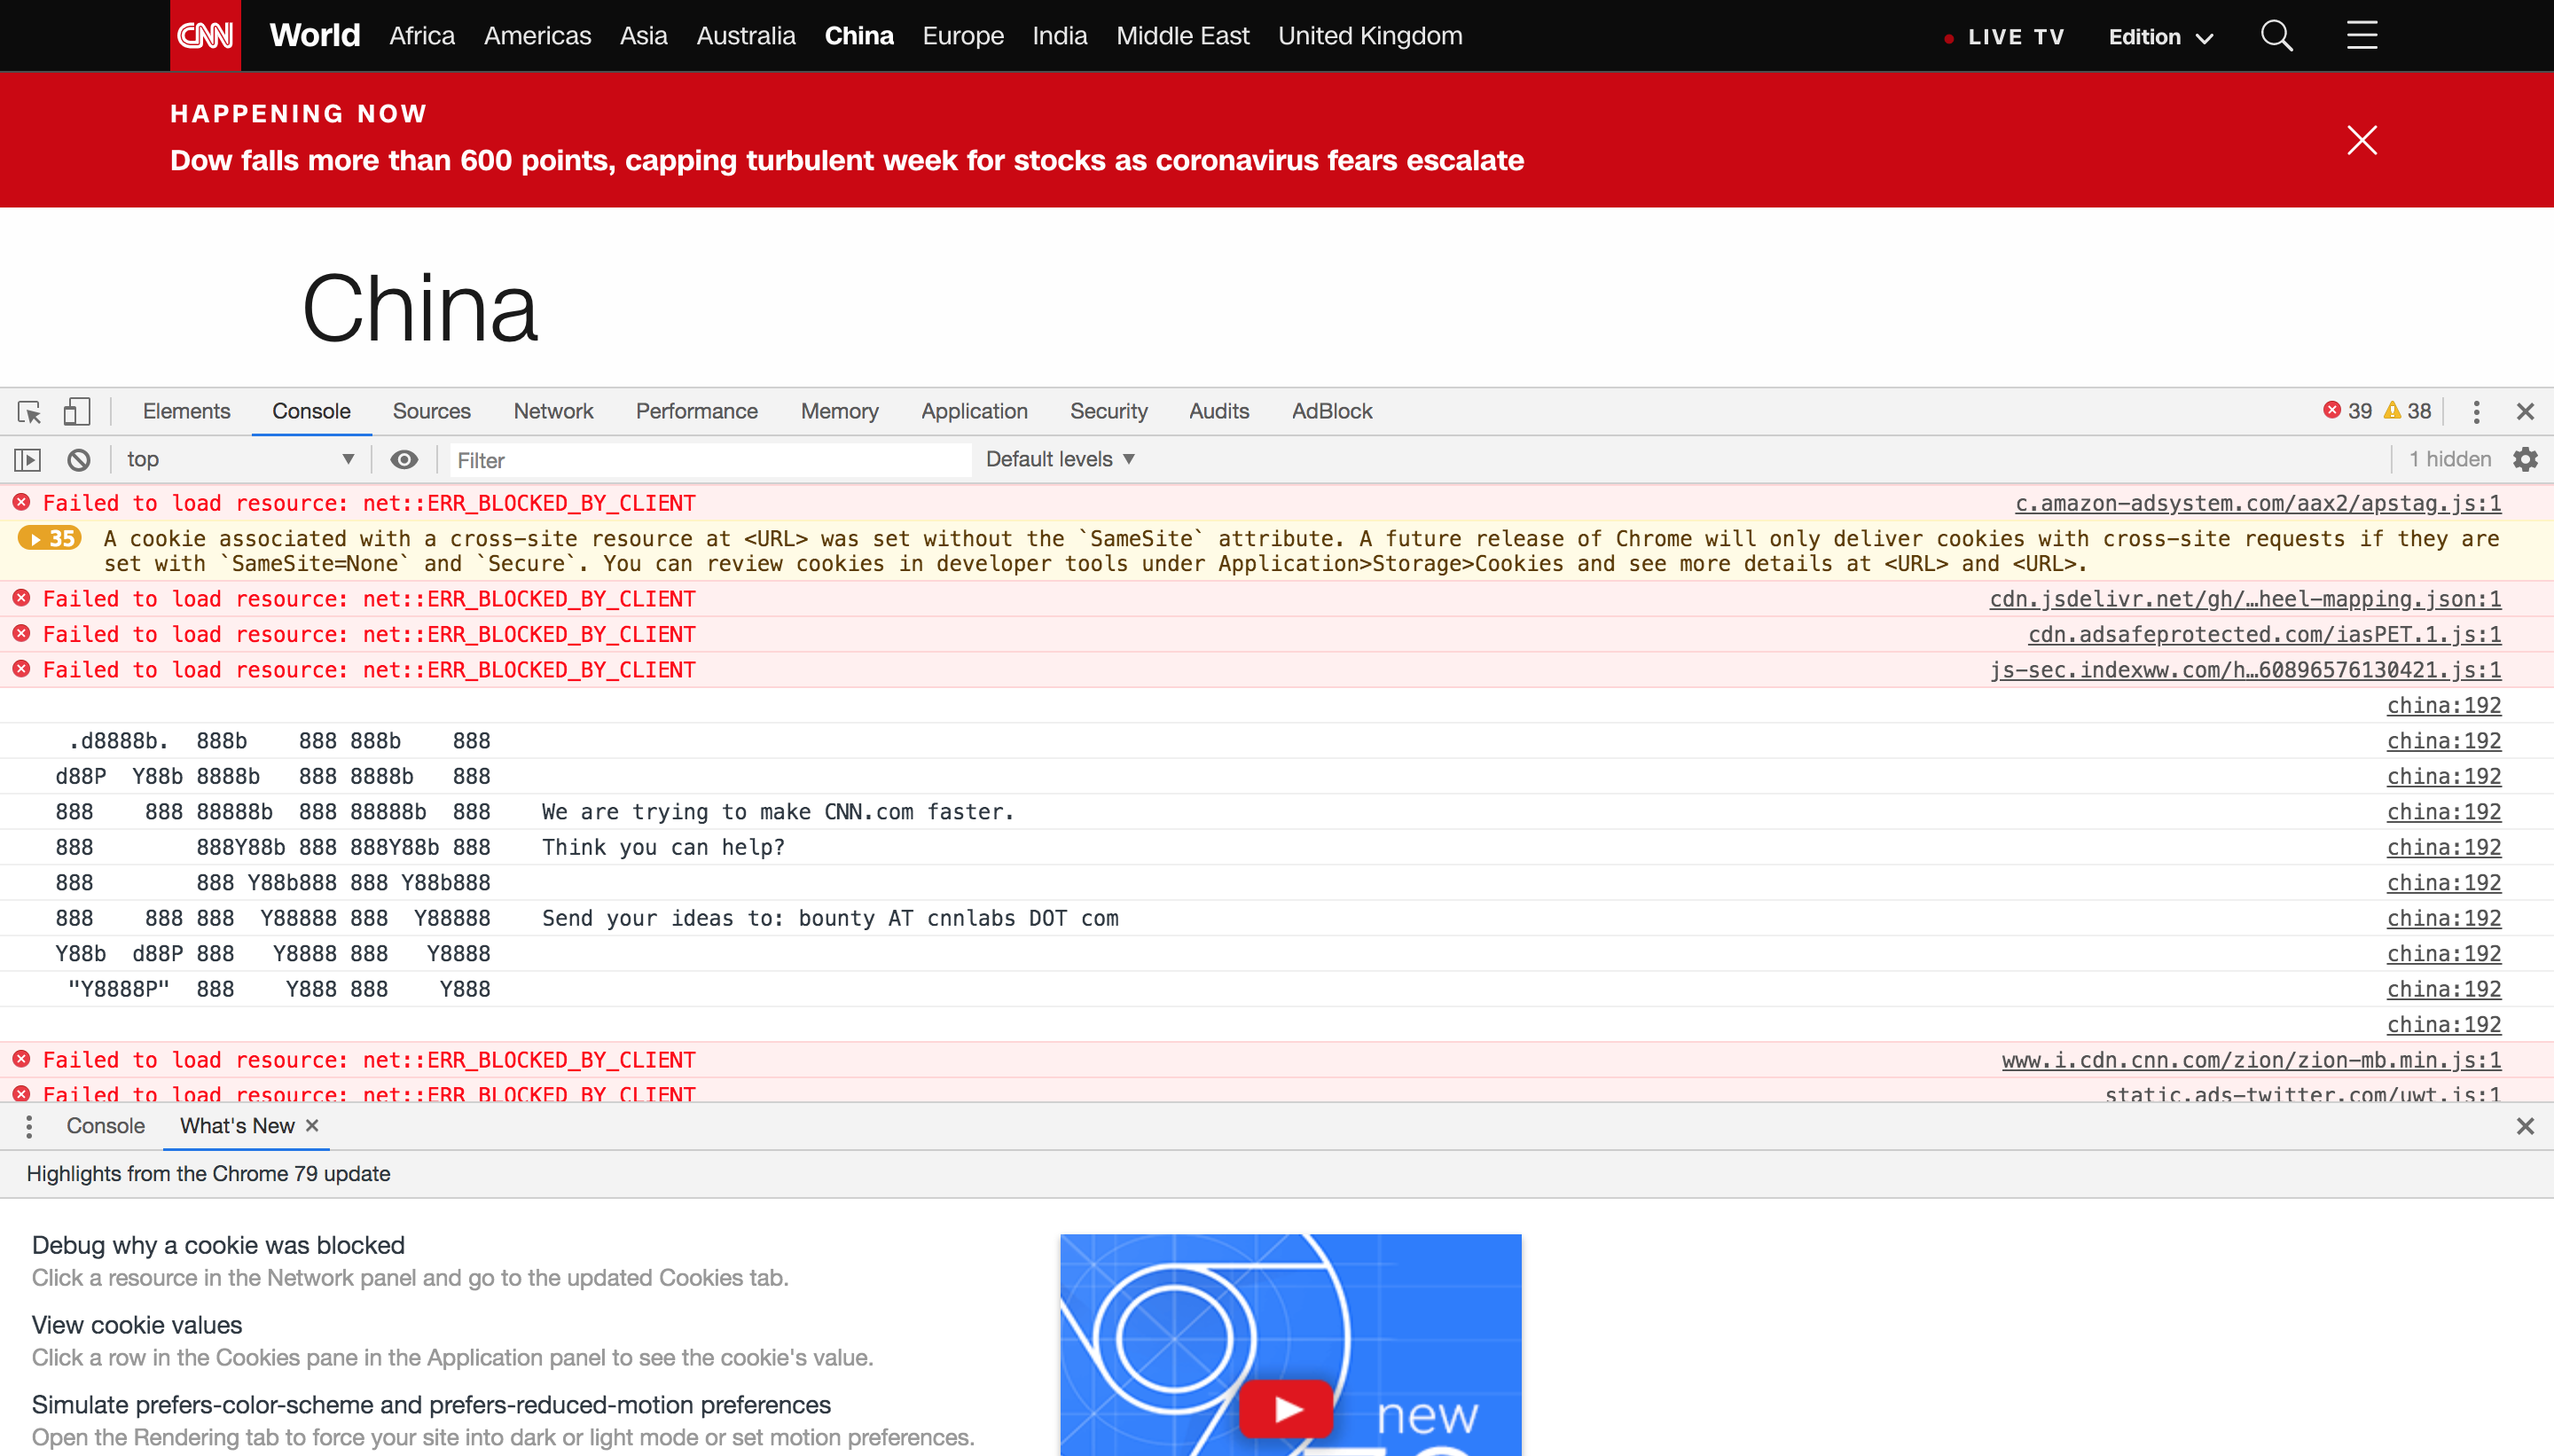 CNN World Africa Americas Asia Australia China Europe India Middle East United Kingdom LIVE TV Edition
HAPPENING NOW
Dow falls more than 600 points, capping turbulent week for stocks as coronavirus fears escalate
China
Elements Console Sources Network Performance Memory Application Security Audits AdBlock 39 38
top Filter Default levels 1 hidden
Failed to load resource: net::ERR_BLOCKED_BY_CLIENT c.amazon-adsystem.com/aax2/apstag.js:1
35 A cookie associated with a cross-site resource at <URL> was set without the `SameSite` attribute. A future release of Chrome will only deliver cookies with cross-site requests if they are
set with `SameSite=None` and `Secure`. You can review cookies in developer tools under Application>Storage>Cookies and see more details at <URL> and <URL>.
Failed to load resource: net::ERR_BLOCKED_BY_CLIENT cdn.jsdelivr.net/gh/…heel-mapping.json:1
Failed to load resource: net::ERR_BLOCKED_BY_CLIENT cdn.adsafeprotected.com/iasPET.1.js:1
Failed to load resource: net::ERR_BLOCKED_BY_CLIENT js-sec.indexww.com/h…60896576130421.js:1
china:192
.d8888b.  888b    888 888b    888 china:192
d88P  Y88b 8888b   888 8888b   888 china:192
888    888 88888b  888 88888b  888    We are trying to make CNN.com faster. china:192
888        888Y88b 888 888Y88b 888    Think you can help? china:192
888        888 Y88b888 888 Y88b888 china:192
888    888 888  Y88888 888  Y88888    Send your ideas to: bounty AT cnnlabs DOT com china:192
Y88b  d88P 888   Y8888 888   Y8888 china:192
"Y8888P"  888    Y888 888    Y888 china:192
china:192
Failed to load resource: net::ERR_BLOCKED_BY_CLIENT www.i.cdn.cnn.com/zion/zion-mb.min.js:1
Failed to load resource: net::ERR_BLOCKED_BY_CLIENT static.ads-twitter.com/uwt.js:1
Console What's New
Highlights from the Chrome 79 update
Debug why a cookie was blocked
Click a resource in the Network panel and go to the updated Cookies tab.
View cookie values
Click a row in the Cookies pane in the Application panel to see the cookie's value.
Simulate prefers-color-scheme and prefers-reduced-motion preferences
Open the Rendering tab to force your site into dark or light mode or set motion preferences.
new